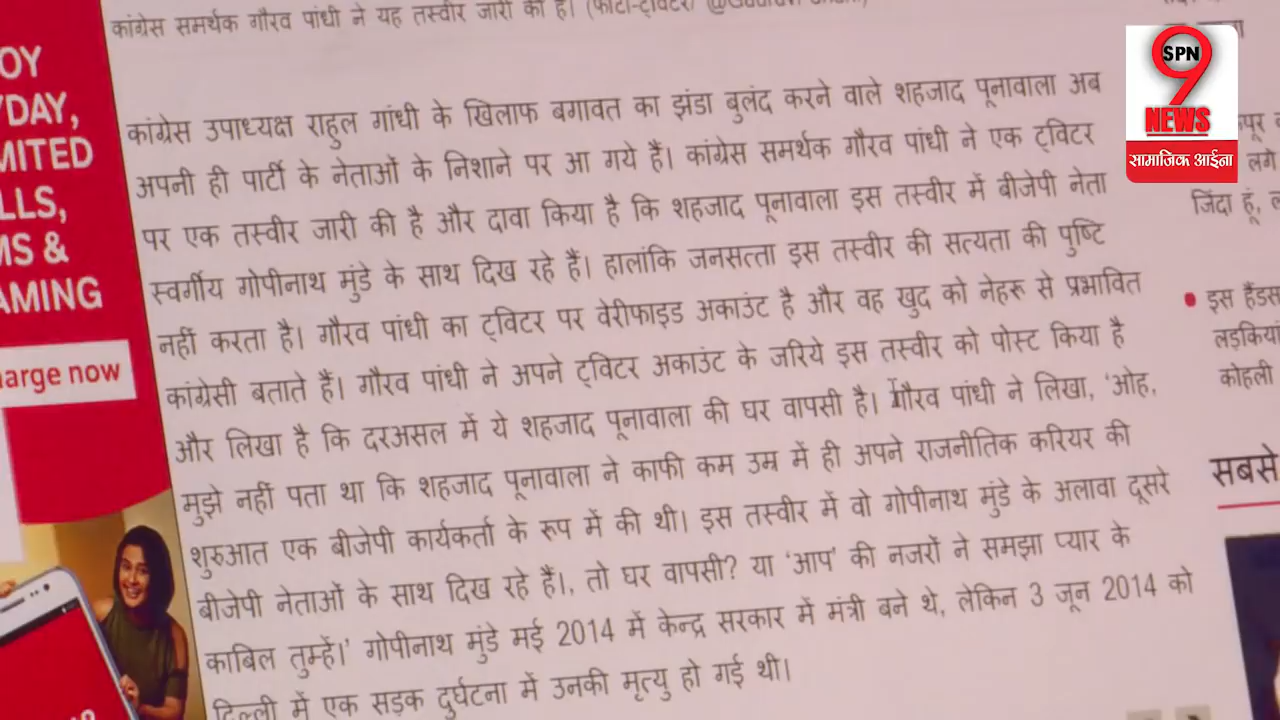 कांग्रेस समर्थक गौरव पांधी ने यह तस्वीर जारी की है।
कांग्रेस उपाध्यक्ष राहुल गांधी के खिलाफ बगावत का झंडा बुलंद करने वाले शहजाद पूनावाला अब
अपनी ही पार्टी के नेताओं के निशाने पर आ गये हैं। कांग्रेस समर्थक गौरव पांधी ने एक ट्विटर
पर एक तस्वीर जारी की है और दावा किया है कि शहजाद पूनावाला इस तस्वीर में बीजेपी नेता
स्वर्गीय गोपीनाथ मुंडे के साथ दिख रहे हैं। हालांकि जनसत्ता इस तस्वीर की सत्यता की पुष्टि
नहीं करता है। गौरव पांधी का ट्विटर पर वेरीफाइड अकाउंट है और वह खुद को नेहरू से प्रभावित
कांग्रेसी बताते हैं। गौरव पांधी ने अपने ट्विटर अकाउंट के जरिये इस तस्वीर को पोस्ट किया है
और लिखा है कि दरअसल में ये शहजाद पूनावाला की घर वापसी है। गौरव पांधी ने लिखा, ‘ओह,
मुझे नहीं पता था कि शहजाद पूनावाला ने काफी कम उम्र में ही अपने राजनीतिक करियर की
शुरुआत एक बीजेपी कार्यकर्ता के रूप में की थी। इस तस्वीर में वो गोपीनाथ मुंडे के अलावा दूसरे
बीजेपी नेताओं के साथ दिख रहे हैं।, तो घर वापसी? या ‘आप’ की नजरों ने समझा प्यार के
काबिल तुम्हें।’ गोपीनाथ मुंडे मई 2014 में केन्द्र सरकार में मंत्री बने थे, लेकिन 3 जून 2014 को
दिल्ली में एक सड़क दुर्घटना में उनकी मृत्यु हो गई थी।
SPN
9
NEWS
सामाजिक आईना
OY
YDAY,
MITED
LLS,
MS &
AMING
harge now
लगे
जिंदा हूं,
इस हैंडस
लड़किया
कोहली
सबसे